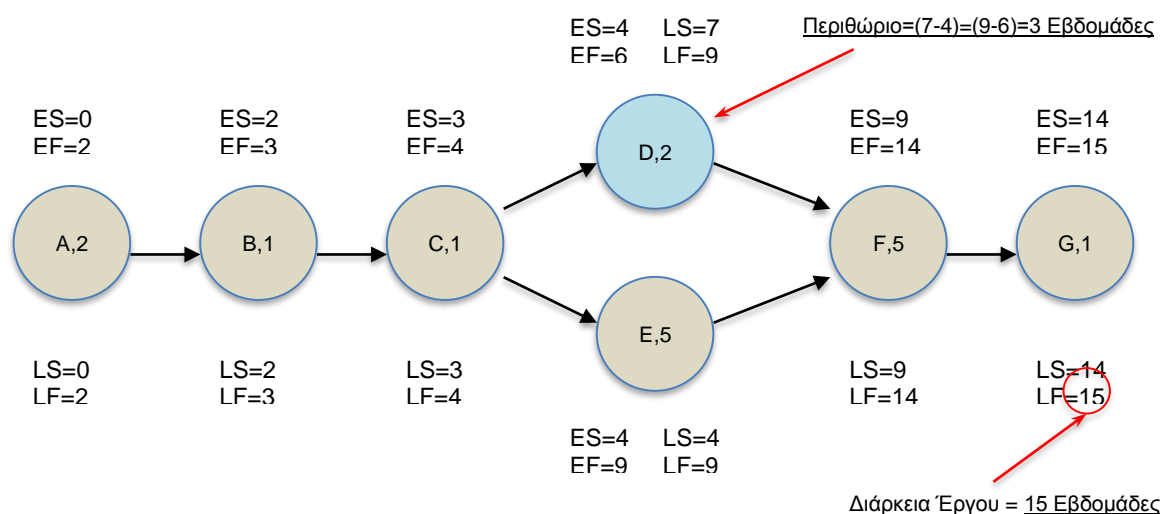 ES=4 LS=7
EF=6 LF=9
Περιθώριο=(7-4)=(9-6)=3 Εβδομάδες
ES=0
EF=2
ES=2
EF=3
ES=3
EF=4
ES=9
EF=14
ES=14
EF=15
D,2
A,2
B,1
C,1
F,5
G,1
E,5
LS=0
LF=2
LS=2
LF=3
LS=3
LF=4
LS=9
LF=14
LS=14
LF=15
ES=4 LS=4
EF=9 LF=9
Διάρκεια Έργου = 15 Εβδομάδες